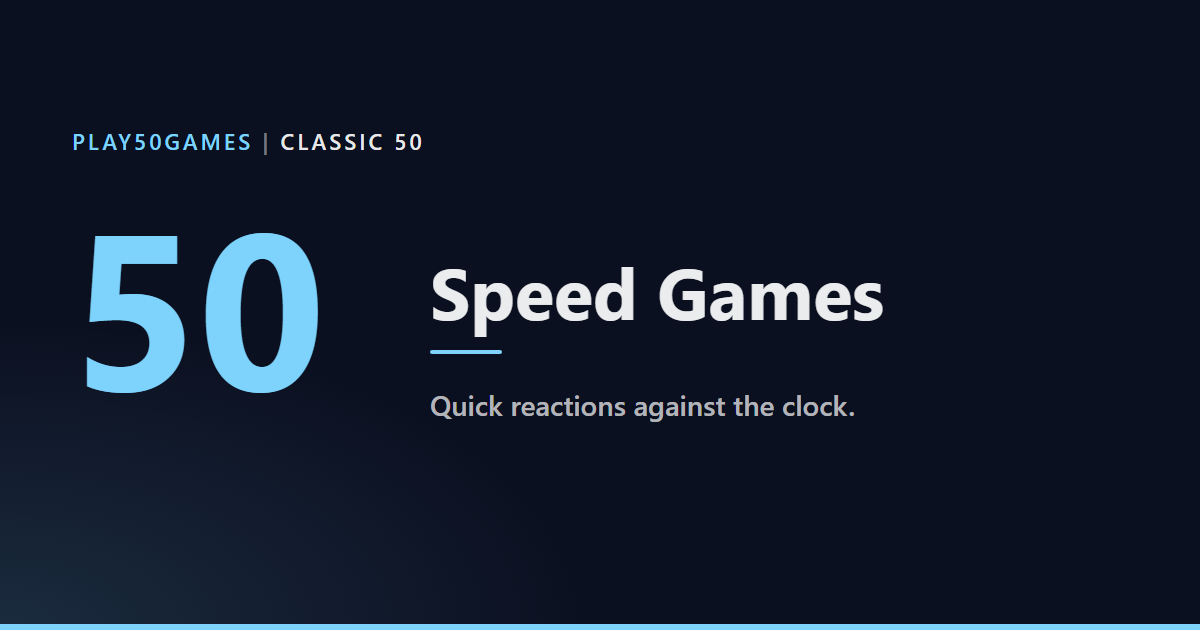 PLAY50GAMES | CLASSIC 50
50
Speed Games
Quick reactions against the clock.